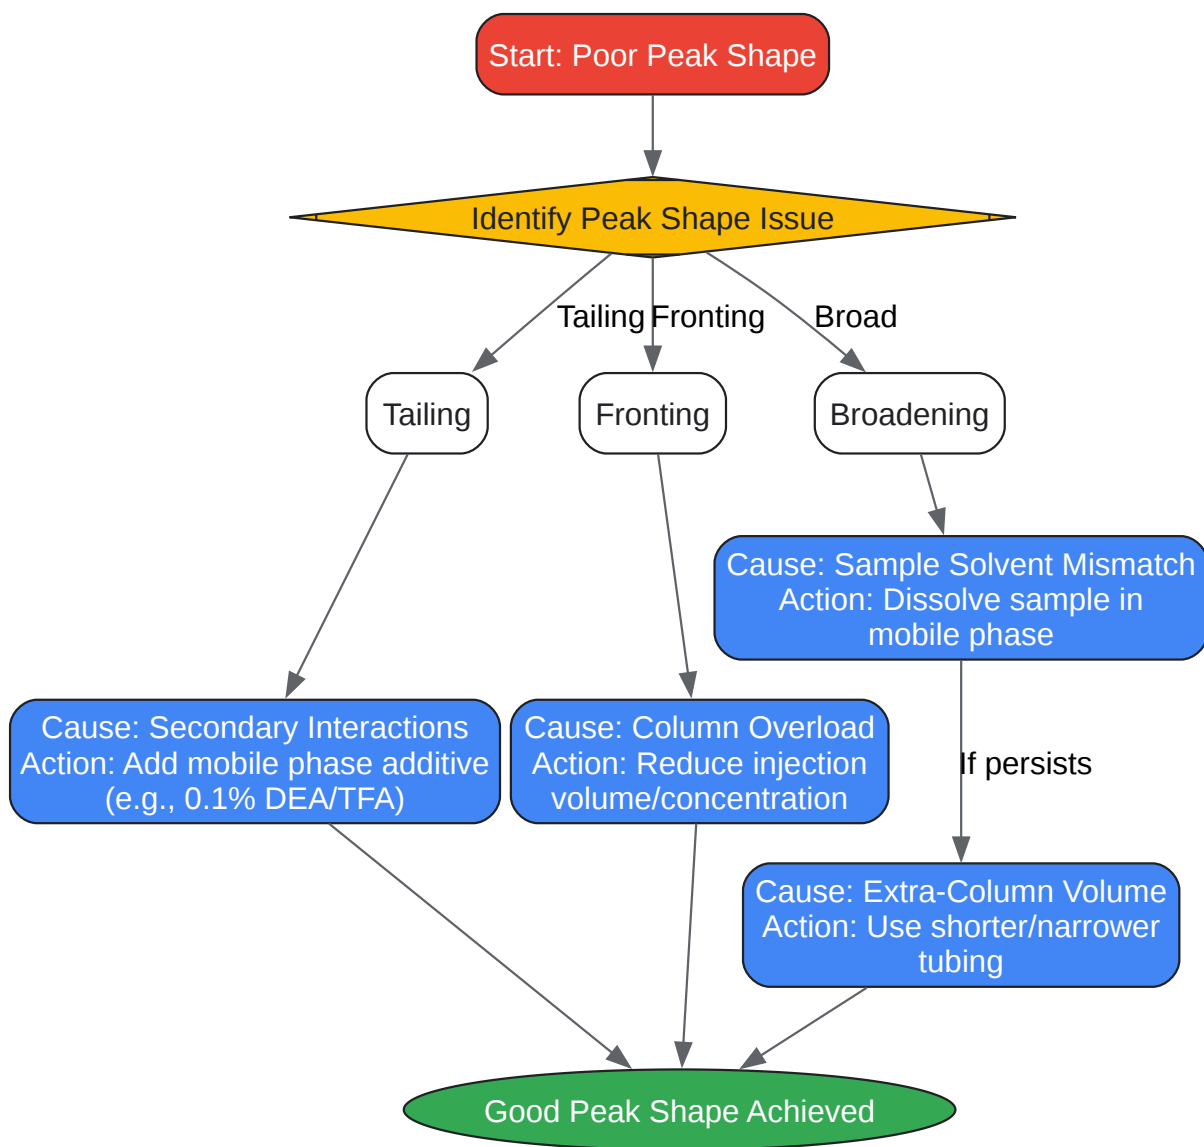 Start: Poor Peak Shape
Identify Peak Shape Issue
Tailing
Fronting
Broad
Tailing
Fronting
Broadening
Cause: Sample Solvent Mismatch
Action: Dissolve sample in
mobile phase
Cause: Secondary Interactions
Action: Add mobile phase additive
(e.g., 0.1% DEA/TFA)
Cause: Column Overload
Action: Reduce injection
volume/concentration
If persists
Cause: Extra-Column Volume
Action: Use shorter/narrower
tubing
Good Peak Shape Achieved